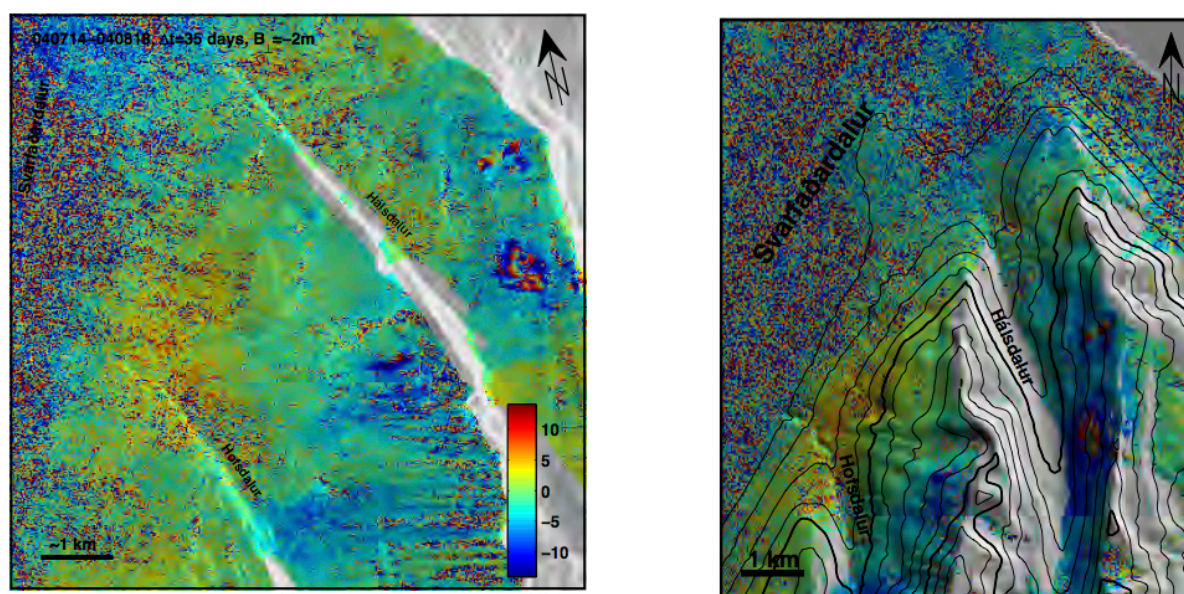 040714-040818, Δt=35 days, B⊥=-2m
Svarfaðardalur
Hálsdalur
Hofsdalur
~1 km
10
5
0
-5
-10
N
Svarfaðardalur
Hálsdalur
Hofsdalur
1 km
N